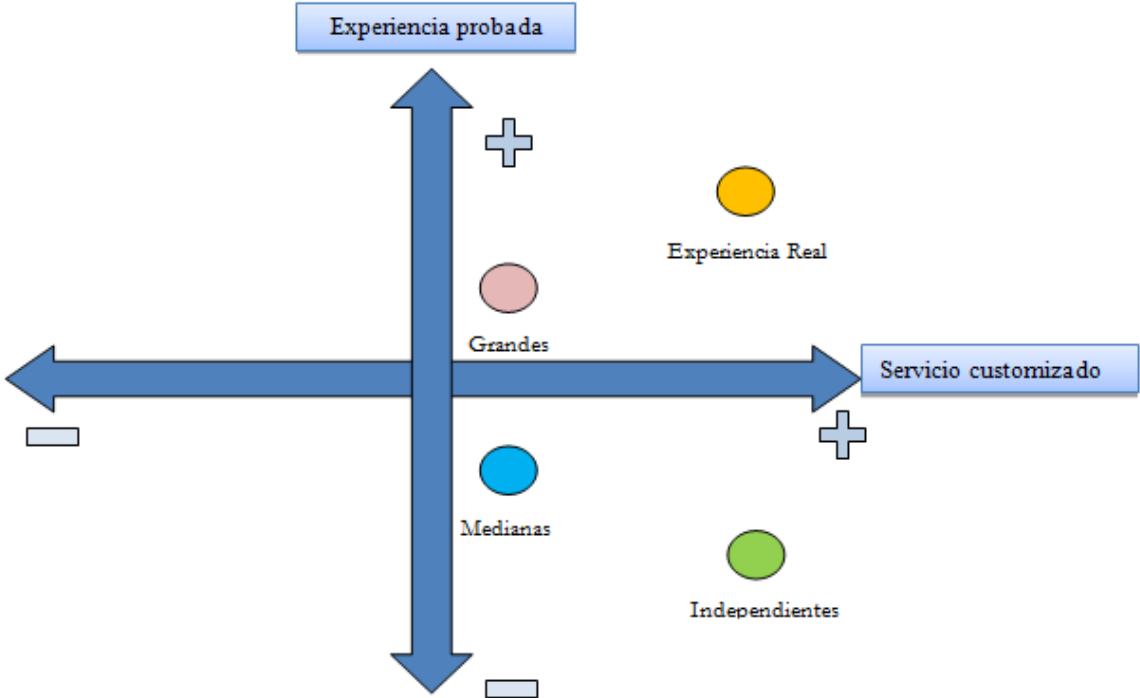 Experiencia probada
Experiencia Real
Grandes
Servicio customizado
Medianas
Independientes